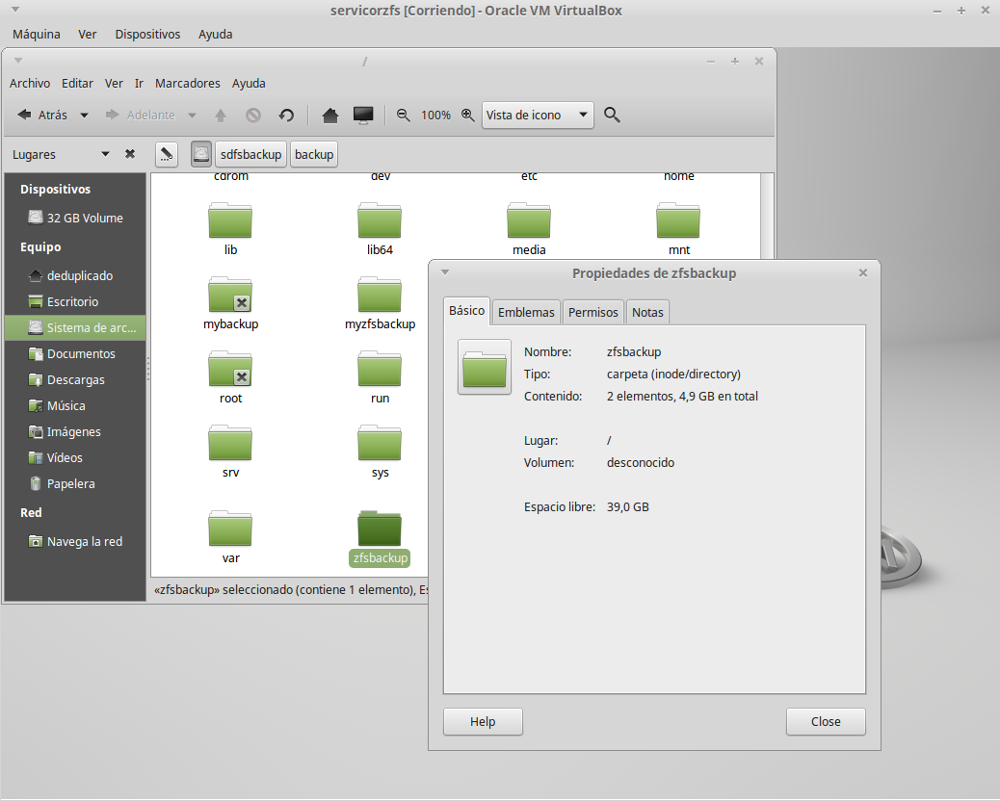 servicorzfs [Corriendo] - Oracle VM VirtualBox
Máquina Ver Dispositivos Ayuda
/
Archivo Editar Ver Ir Marcadores Ayuda
Atrás Adelante 100% Vista de icono
Lugares sdfsbackup backup
Dispositivos
32 GB Volume
Equipo
deduplicado
Escritorio
Sistema de arc...
Documentos
Descargas
Música
Imágenes
Vídeos
Papelera
Red
Navega la red
cdrom dev etc home
lib lib64 media mnt
mybackup myzfsbackup
root run
srv sys
var zfsbackup
«zfsbackup» seleccionado (contiene 1 elemento), Es
Propiedades de zfsbackup
Básico Emblemas Permisos Notas
Nombre: zfsbackup
Tipo: carpeta (inode/directory)
Contenido: 2 elementos, 4,9 GB en total
Lugar: /
Volumen: desconocido
Espacio libre: 39,0 GB
Help Close